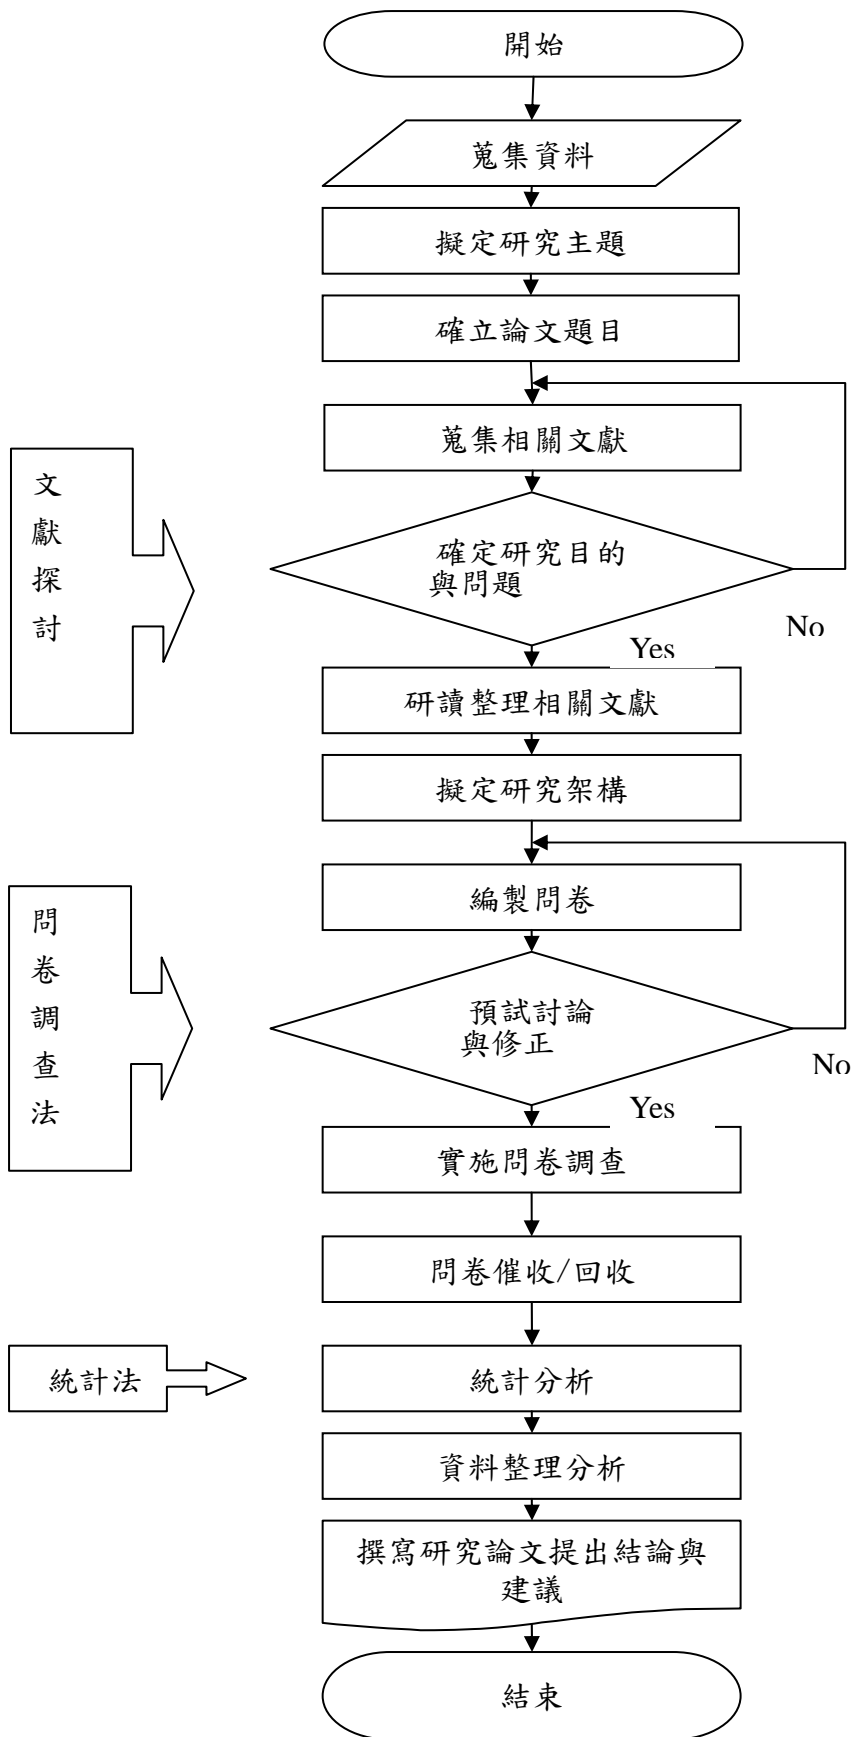 開始
蒐集資料
擬定研究主題
確立論文題目
蒐集相關文獻
文
獻
探
討
確定研究目的
與問題
No
Yes
研讀整理相關文獻
擬定研究架構
編製問卷
問
卷
調
查
法
預試討論
與修正
No
Yes
實施問卷調查
問卷催收/回收
統計法
統計分析
資料整理分析
撰寫研究論文提出結論與
建議
結束